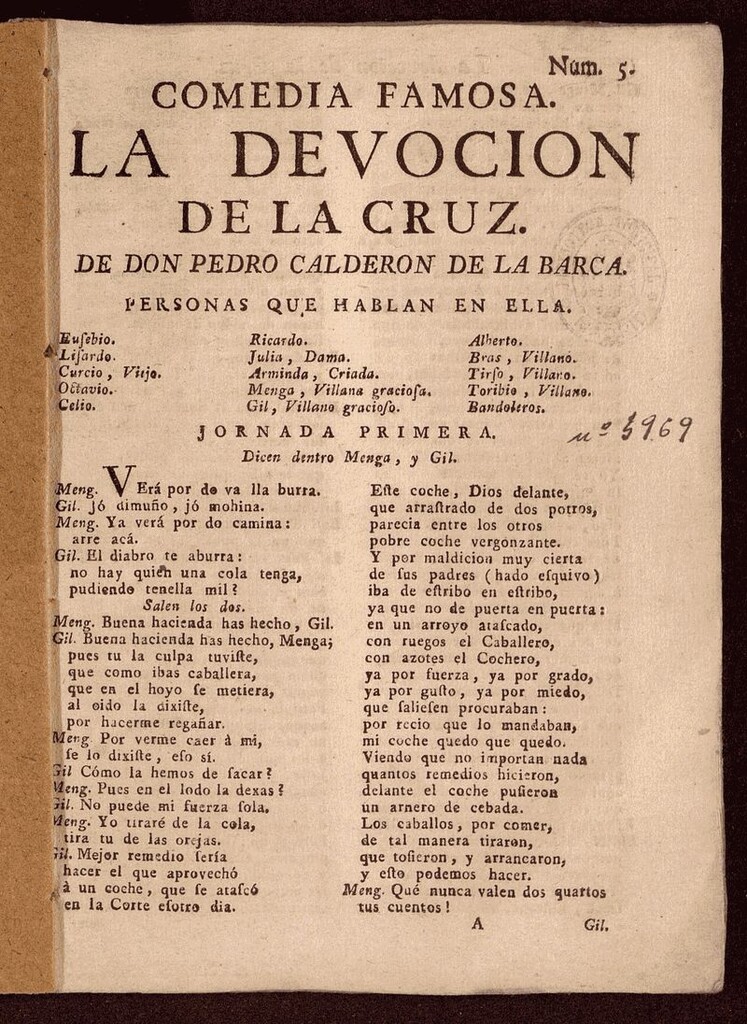 Num. 5.
COMEDIA FAMOSA.
LA DEVOCION
DE LA CRUZ.
DE DON PEDRO CALDERON DE LA BARCA.
PERSONAS QUE HABLAN EN ELLA.
Euſebio.
Liſardo.
Curcio, Viejo.
Octavio.
Celio.
Ricardo.
Julia, Dama.
Arminda, Criada.
Menga, Villana gracioſa.
Gil, Villano gracioſo.
Alberto.
Bras, Villano.
Tirſo, Villano.
Toribio, Villano.
Bandoleros.
JORNADA PRIMERA.
nº 5969
Dicen dentro Menga, y Gil.
Meng. VErá por do va lla burra.
Gil. Jó dimuño, jó mohina.
Meng. Ya verá por do camina:
arre acá.
Gil. El diabro te aburra:
no hay quién una cola tenga,
pudiendo tenella mil?
Salen los dos.
Meng. Buena hacienda has hecho, Gil.
Gil. Buena hacienda has hecho, Menga;
pues tu la culpa tuviſte,
que como ibas caballera,
que en el hoyo ſe metiera,
al oido la dixiſte,
por hacerme regañar.
Meng. Por verme caer à mi,
ſe lo dixiſte, eſo sí.
Gil Cómo la hemos de ſacar?
Meng. Pues en el lodo la dexas?
Gil. No puede mi fuerza ſola.
Meng. Yo tiraré de la cola,
tira tu de las orejas.
Gil. Mejor remedio ſería
hacer el que aprovechó
à un coche, que ſe ataſcó
en la Corte eſotro dia.
Eſte coche, Dios delante,
que arraſtrado de dos potros,
parecia entre los otros
pobre coche vergonzante.
Y por maldicion muy cierta
de ſus padres (hado eſquivo)
iba de eſtribo en eſtribo,
ya que no de puerta en puerta:
en un arroyo ataſcado,
con ruegos el Caballero,
con azotes el Cochero,
ya por fuerza, ya por grado,
ya por guſto, ya por miedo,
que ſalieſen procuraban:
por recio que lo mandaban,
mi coche quedo que quedo.
Viendo que no importan nada
quantos remedios hicieron,
delante el coche puſieron
un arnero de cebada.
Los caballos, por comer,
de tal manera tiraron,
que toſieron, y arrancaron,
y eſto podemos hacer.
Meng. Qué nunca valen dos quartos
tus cuentos!
A
Gil.